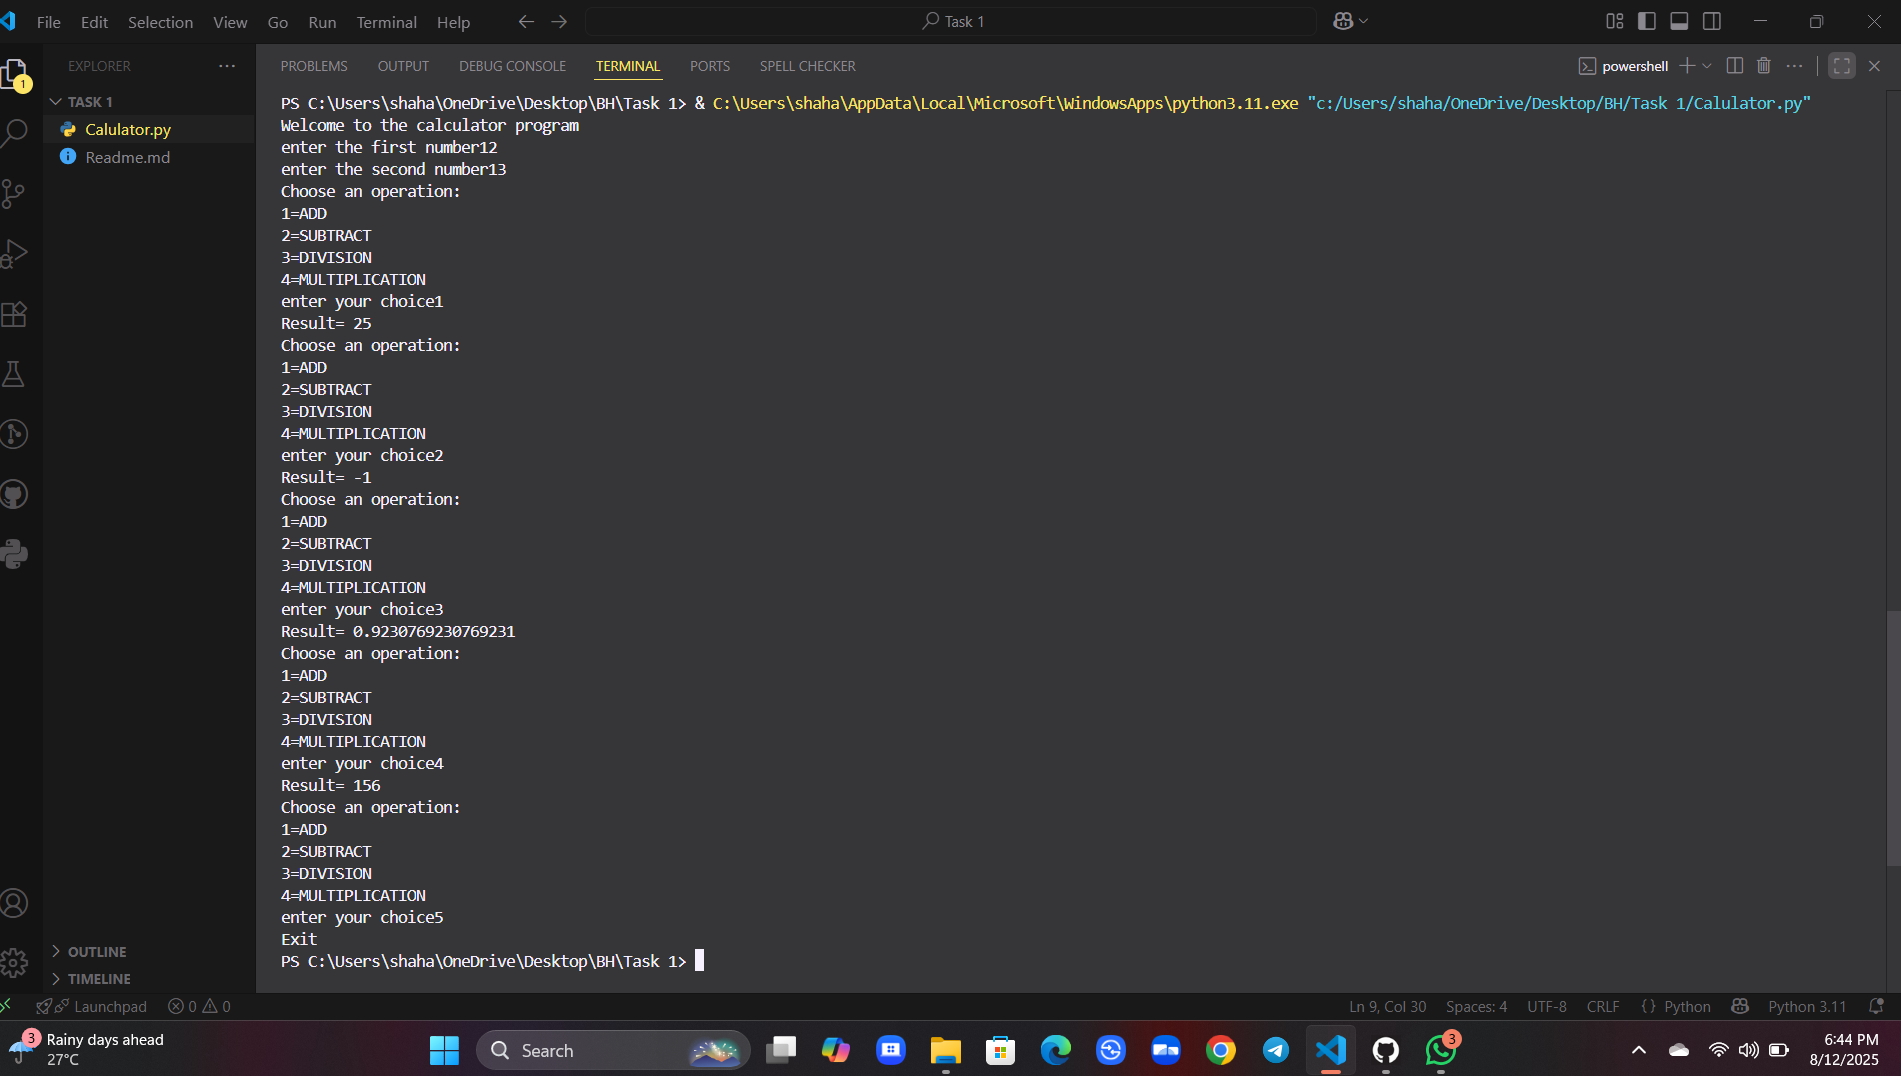 File Edit Selection View Go Run Terminal Help
Task 1
1
EXPLORER
PROBLEMS OUTPUT DEBUG CONSOLE TERMINAL PORTS SPELL CHECKER
powershell
TASK 1
Calulator.py
Readme.md
PS C:\Users\shaha\OneDrive\Desktop\BH\Task 1> & C:\Users\shaha\AppData\Local\Microsoft\WindowsApps\python3.11.exe "c:/Users/shaha/OneDrive/Desktop/BH/Task 1/Calulator.py"
Welcome to the calculator program
enter the first number12
enter the second number13
Choose an operation:
1=ADD
2=SUBTRACT
3=DIVISION
4=MULTIPLICATION
enter your choice1
Result= 25
Choose an operation:
1=ADD
2=SUBTRACT
3=DIVISION
4=MULTIPLICATION
enter your choice2
Result= -1
Choose an operation:
1=ADD
2=SUBTRACT
3=DIVISION
4=MULTIPLICATION
enter your choice3
Result= 0.9230769230769231
Choose an operation:
1=ADD
2=SUBTRACT
3=DIVISION
4=MULTIPLICATION
enter your choice4
Result= 156
Choose an operation:
1=ADD
2=SUBTRACT
3=DIVISION
4=MULTIPLICATION
enter your choice5
Exit
PS C:\Users\shaha\OneDrive\Desktop\BH\Task 1>
OUTLINE
TIMELINE
Launchpad 0 0
Ln 9, Col 30 Spaces: 4 UTF-8 CRLF {} Python Python 3.11
3
Rainy days ahead
27°C
Search
3
6:44 PM
8/12/2025